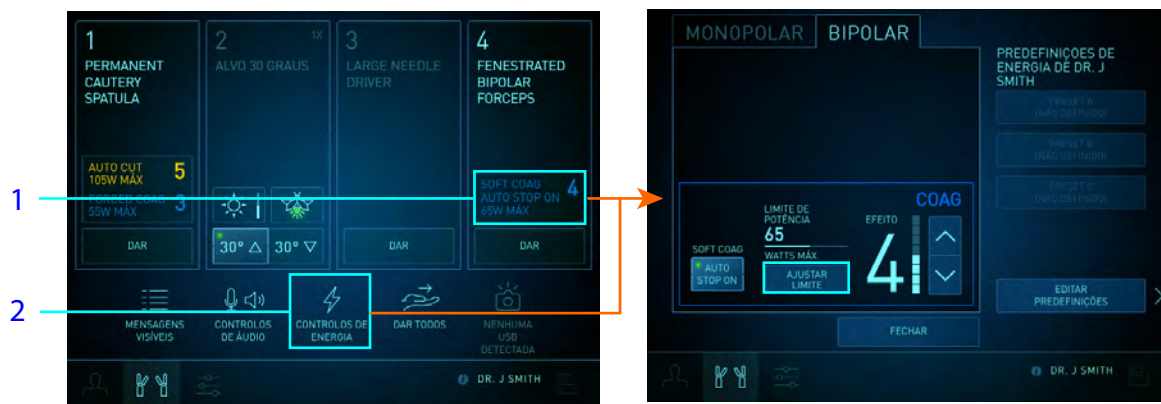 1
PERMANENT
CAUTERY
SPATULA
AUTO CUT 5
105W MÁX
FORCED COAG 3
55W MAX
DAR
2 1X
ALVO 30 GRAUS
30° △ 30° ▽
3
LARGE NEEDLE
DRIVER
DAR
4
FENESTRATED
BIPOLAR
FORCEPS
SOFT COAG 4
AUTO STOP ON
65W MÁX
DAR
1
2
MENSAGENS
VISÍVEIS
CONTROLOS
DE ÁUDIO
CONTROLOS DE
ENERGIA
DAR TODOS
NENHUMA
USB
DETECTADA
DR. J SMITH
MONOPOLAR BIPOLAR
COAG
SOFT COAG
AUTO
STOP ON
LIMITE DE
POTÊNCIA
65
WATTS MÁX.
AJUSTAR
LIMITE
EFEITO
4
PREDEFINIÇOES DE
ENERGIA DE DR. J
SMITH
PRESET A
(NÃO DEFINIDO)
PRESET B
(NÃO DEFINIDO)
PRESET C
(NÃO DEFINIDO)
EDITAR
PREDEFINIÇÕES
FECHAR
DR. J SMITH